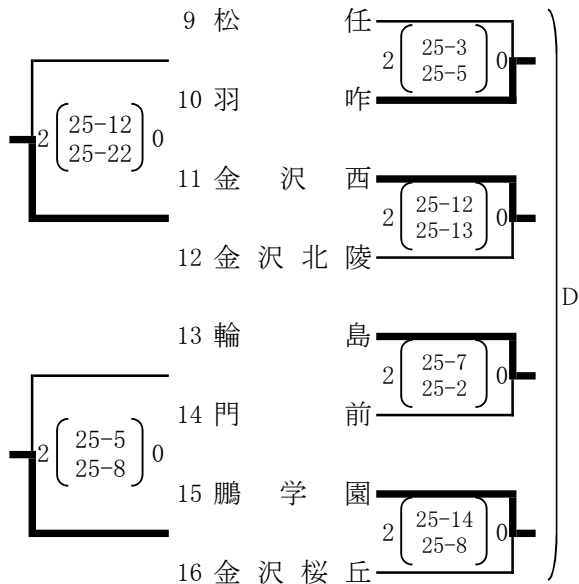 9 松任
2 25-3 0
25-5
10 羽咋
2 25-12 0
25-22
11 金沢西
2 25-12 0
25-13
12 金沢北陵
D
13 輪島
2 25-7 0
25-2
14 門前
2 25-5 0
25-8
15 鵬学園
2 25-14 0
25-8
16 金沢桜丘